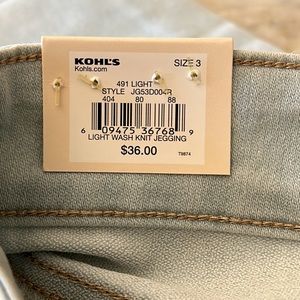 KOHL'S
Kohls.com
SIZE 3
491 LIGHT
STYLE JG53D004R
404 80 88
6 09475 36768 9
LIGHT WASH KNIT JEGGING
$36.00
T9874